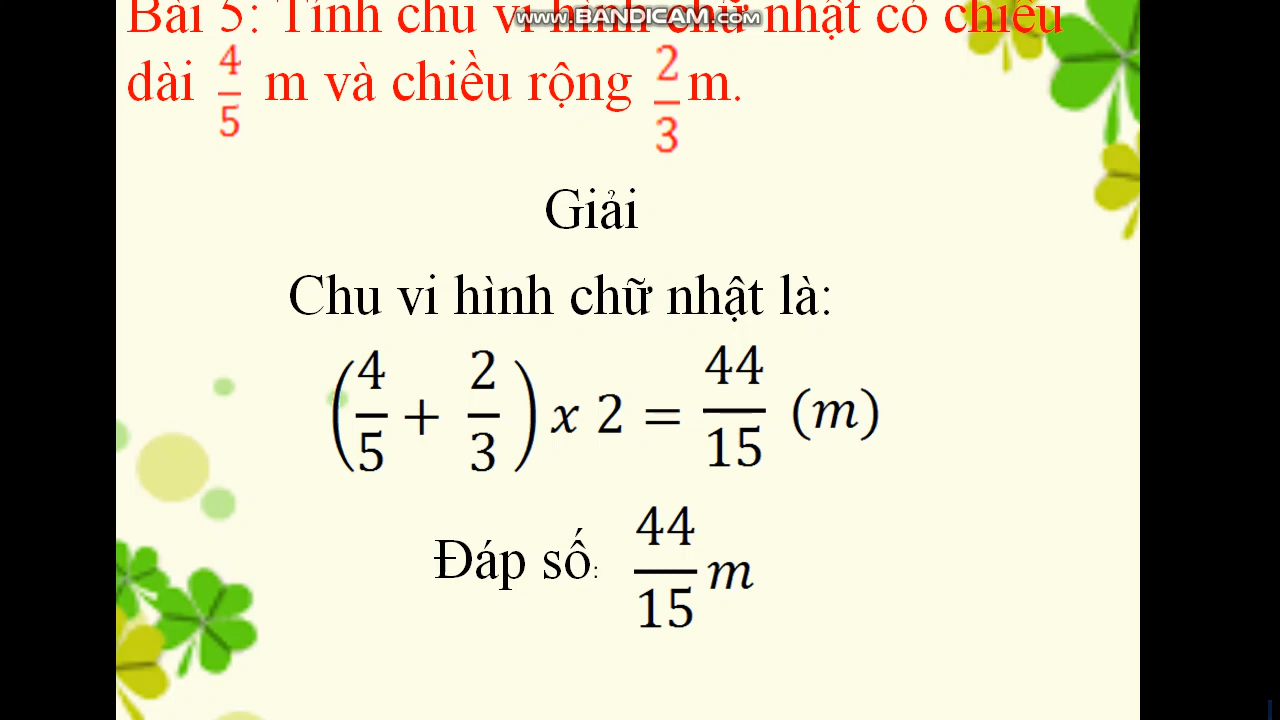 Bài 5: Tính chu vi hình chữ nhật có chiều
www.BANDICAM.com
dài 4/5 m và chiều rộng 2/3 m.
Giải
Chu vi hình chữ nhật là:
(4/5 + 2/3) x 2 = 44/15 (m)
Đáp số: 44/15 m